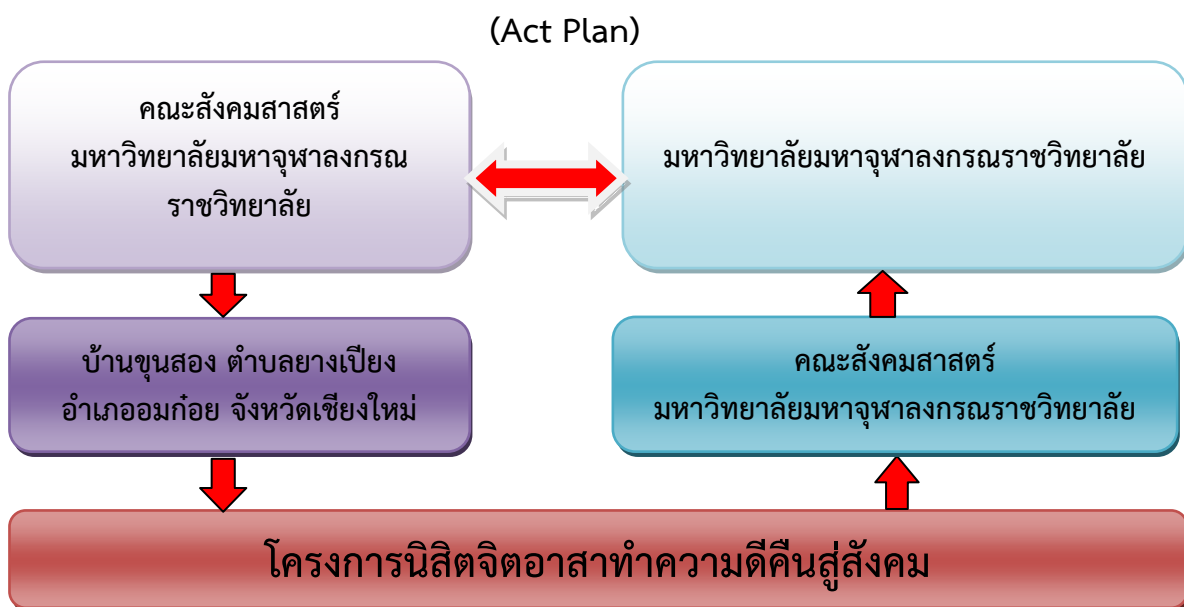 (Act Plan)
คณะสังคมสาสตร์
มหาวิทยาลัยมหาจุฬาลงกรณ
ราชวิทยาลัย
มหาวิทยาลัยมหาจุฬาลงกรณราชวิทยาลัย
บ้านขุนสอง ตำบลยางเปียง
อำเภออมก๋อย จังหวัดเชียงใหม่
คณะสังคมสาสตร์
มหาวิทยาลัยมหาจุฬาลงกรณราชวิทยาลัย
โครงการนิสิตจิตอาสาทำความดีคืนสู่สังคม